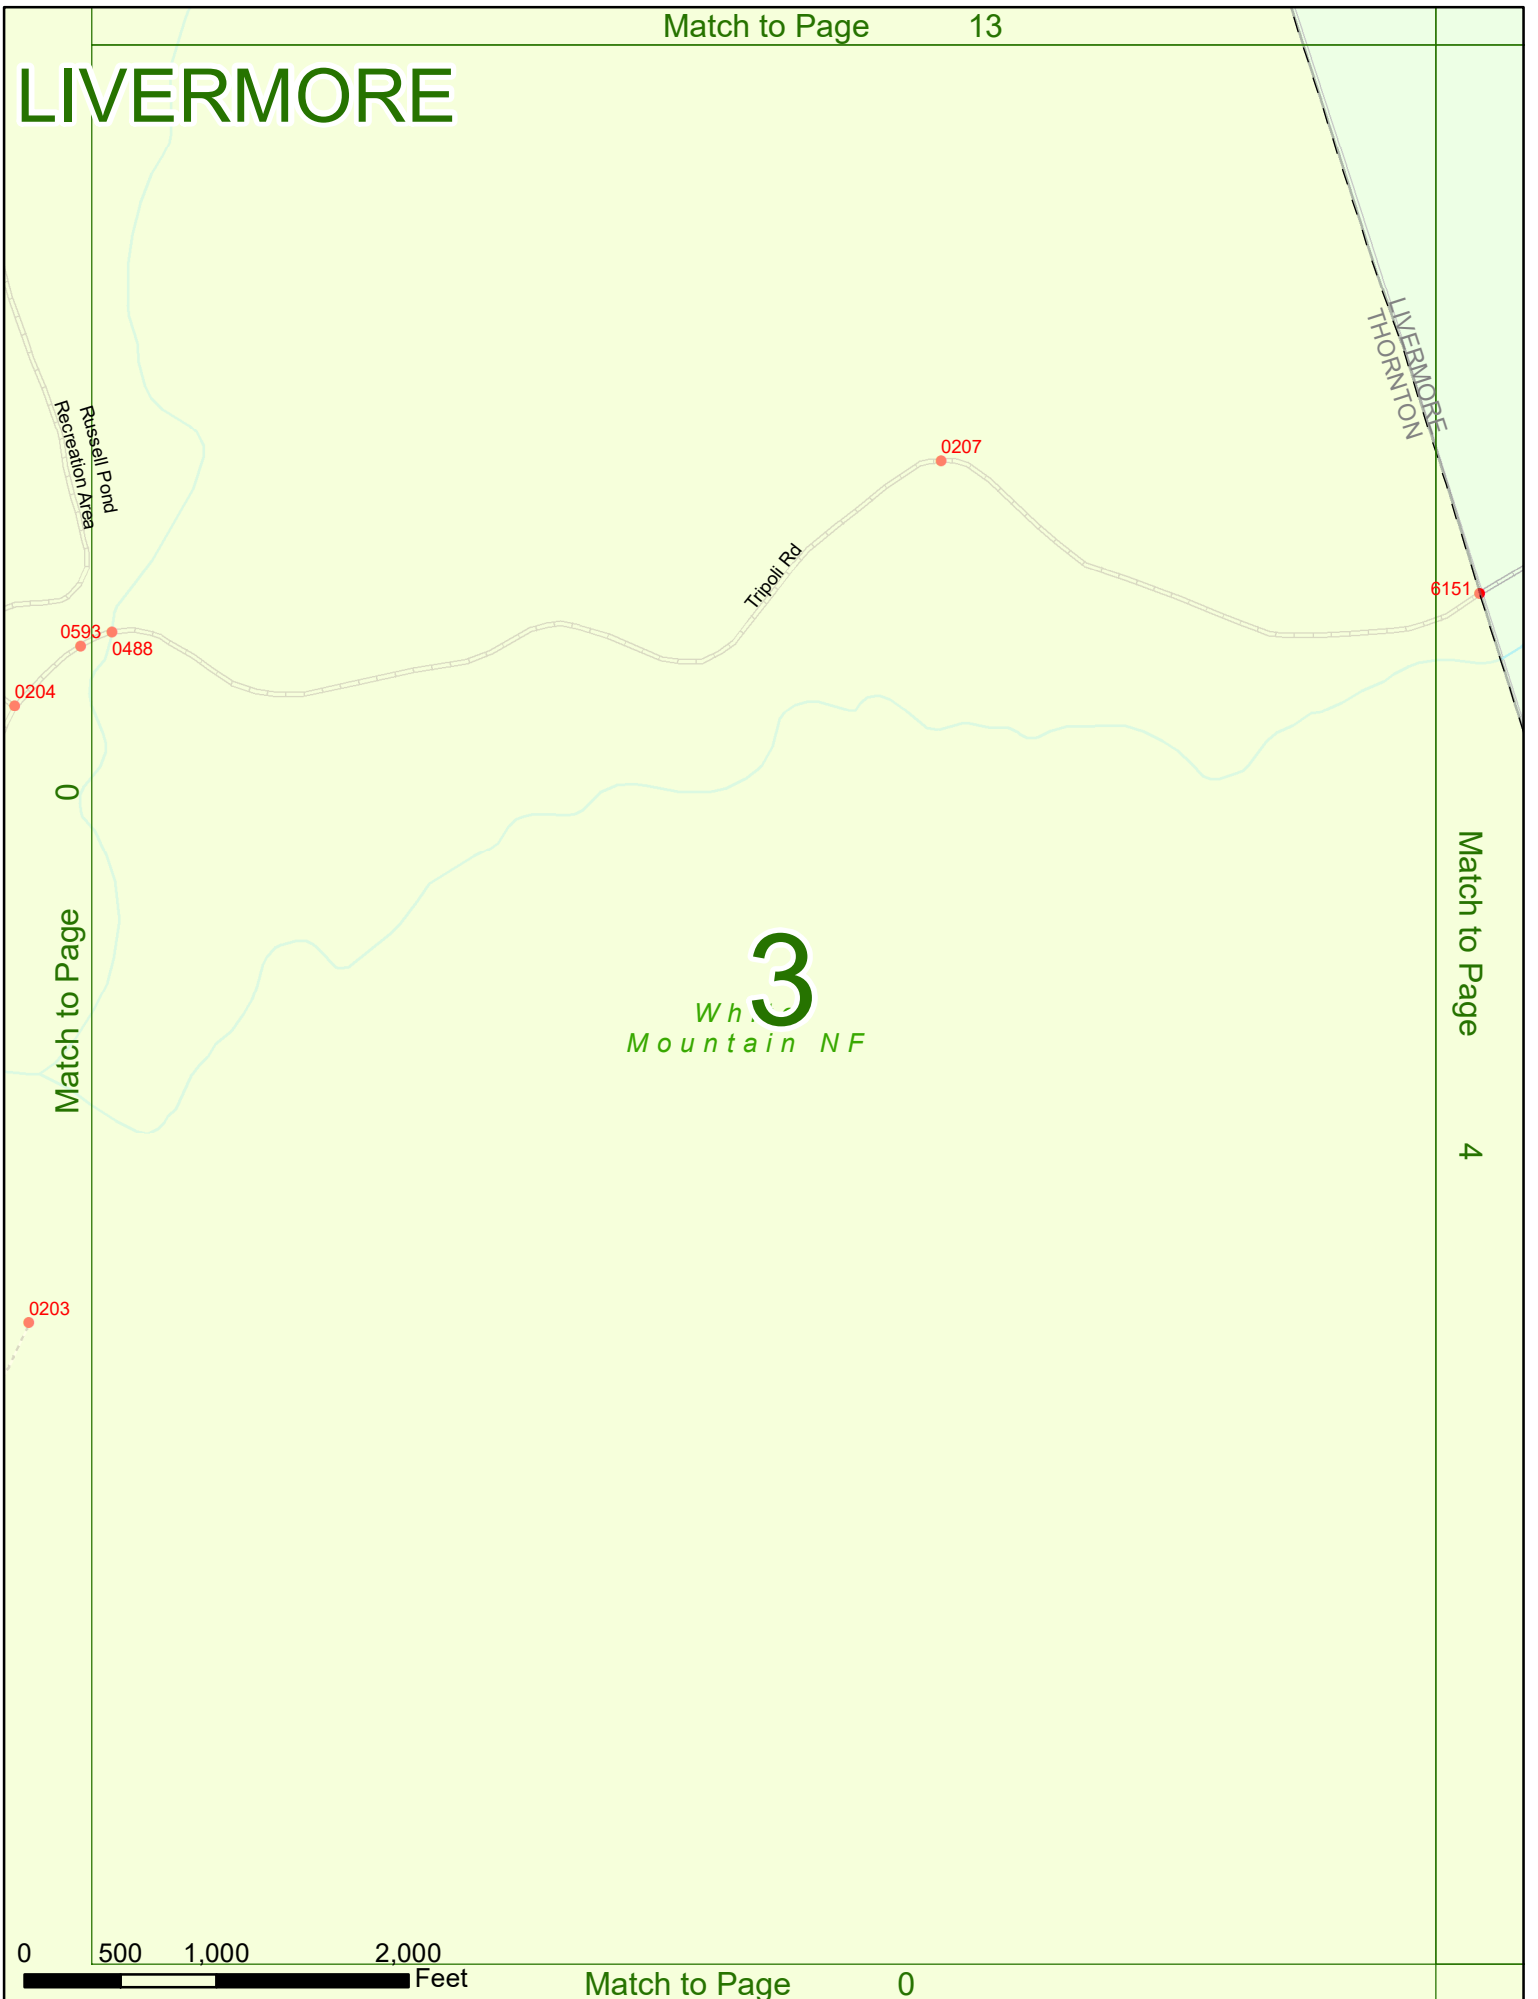 Match to Page 13
LIVERMORE
LIVERMORE
THORNTON
Russell Pond
Recreation Area
0207
Tripoli Rd
6151
0593
0488
0204
Match to Page 0
Match to Page 4
3
Mountain NF
0203
0 500 1,000 2,000
Feet
Match to Page 0